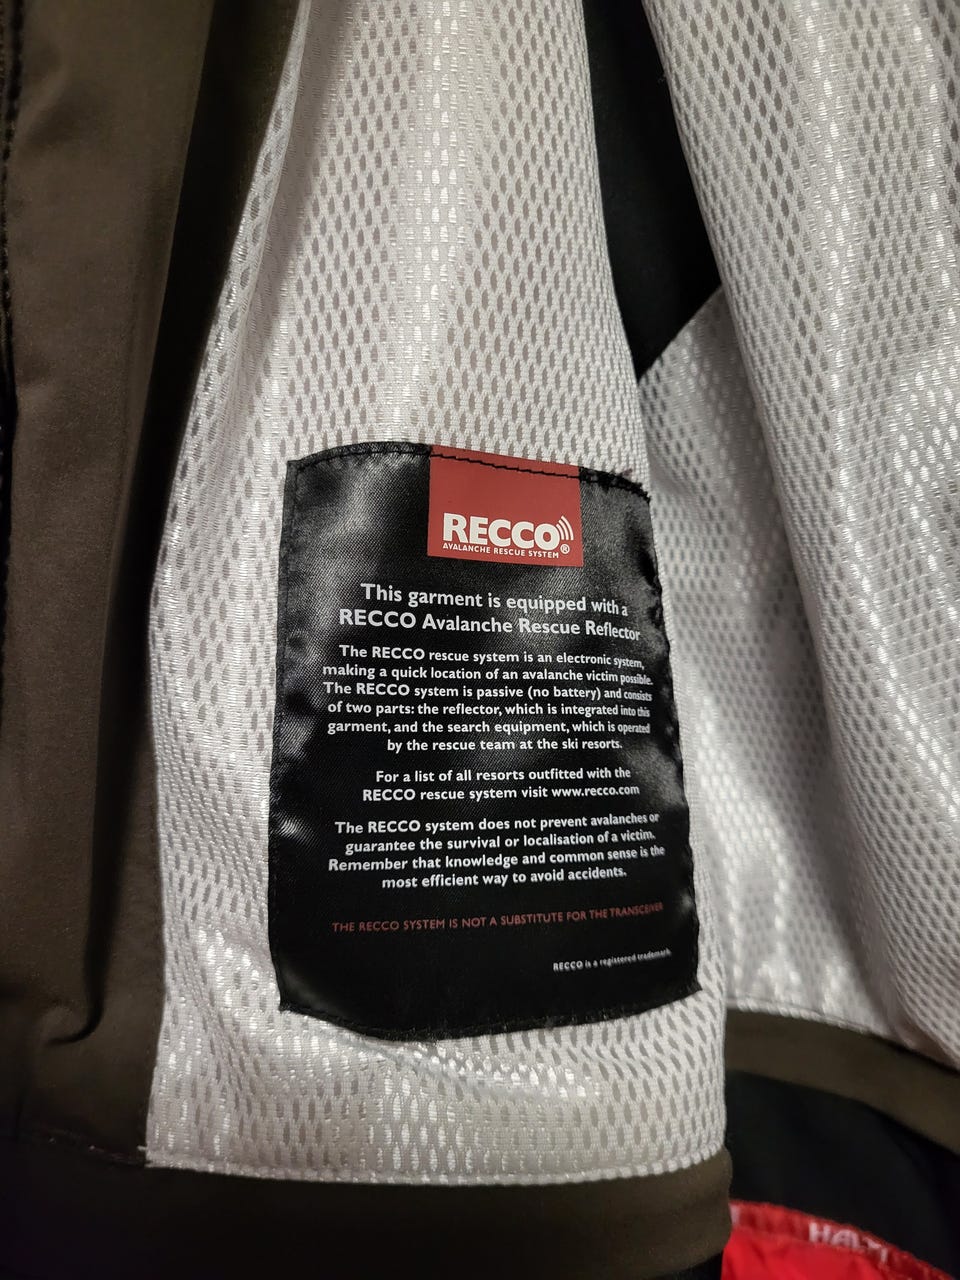 RECCO
AVALANCHE RESCUE SYSTEM ®
This garment is equipped with a
RECCO Avalanche Rescue Reflector
The RECCO rescue system is an electronic system,
making a quick location of an avalanche victim possible.
The RECCO system is passive (no battery) and consists
of two parts: the reflector, which is integrated into this
garment, and the search equipment, which is operated
by the rescue team at the ski resorts.
For a list of all resorts outfitted with the
RECCO rescue system visit www.recco.com
The RECCO system does not prevent avalanches or
guarantee the survival or localisation of a victim.
Remember that knowledge and common sense is the
most efficient way to avoid accidents.
THE RECCO SYSTEM IS NOT A SUBSTITUTE FOR THE TRANSCEIVER
RECCO is a registered trademark
HALTI